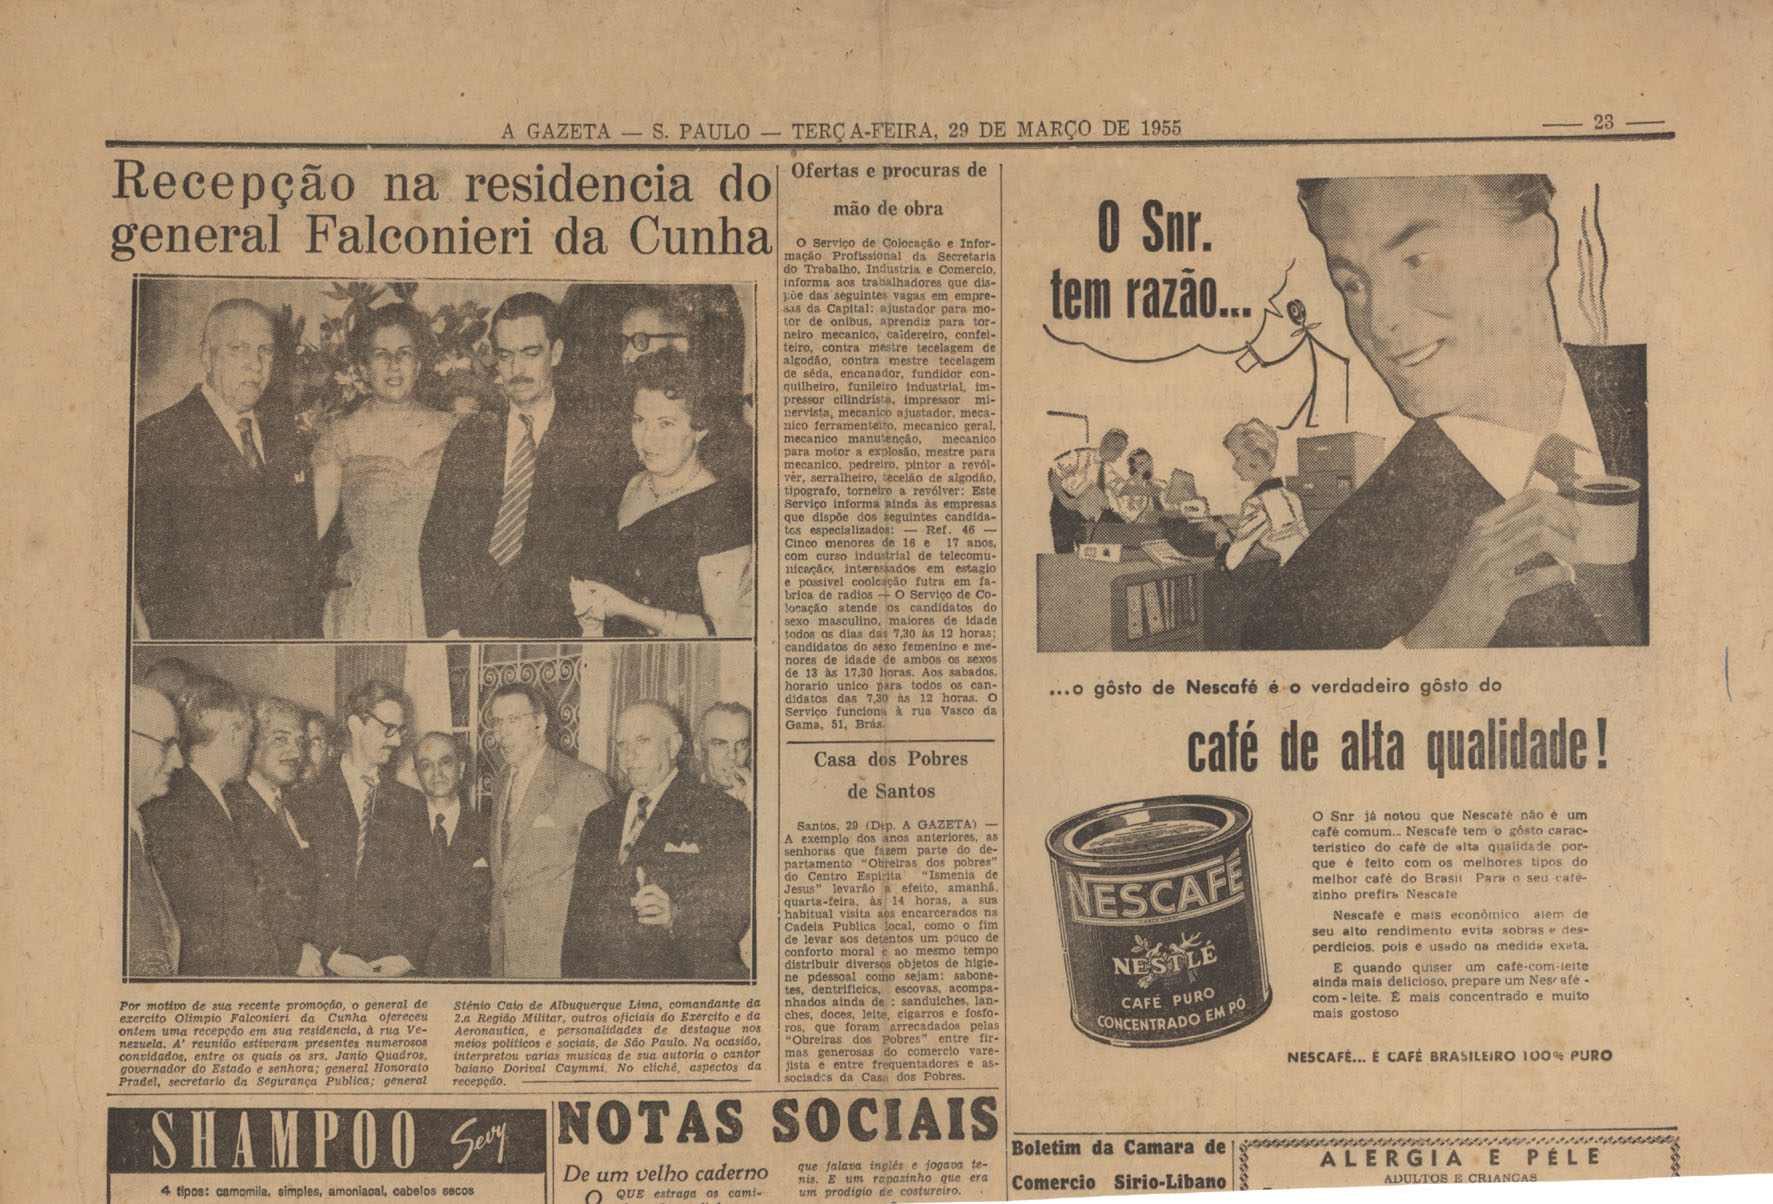 A GAZETA — S. PAULO — TERÇA-FEIRA, 29 DE MARÇO DE 1955
— 23 —
Recepção na residencia do
general Falconieri da Cunha
Por motivo de sua recente promoção, o general de
exercito Olimpio Falconieri da Cunha ofereceu
ontem uma recepção em sua residencia, à rua Ve-
nezuela. A' reunião estiveram presentes numerosos
convidados, entre os quais os srs. Janio Quadros,
governador do Estado e senhora; general Honorato
Pradel, secretario da Segurança Publica; general
Stênio Caio de Albuquerque Lima, comandante da
2.a Região Militar, outros oficiais do Exercito e da
Aeronautica, e personalidades de destaque nos
meios politicos e sociais, de São Paulo. Na ocasião,
interpretou varias musicas de sua autoria o cantor
baiano Dorival Caymmi. No clichê, aspectos da
recepção.
Ofertas e procuras de
mão de obra
O Serviço de Colocação e Infor-
mação Profissional da Secretaria
do Trabalho, Industria e Comercio,
informa aos trabalhadores que dis-
põe das seguintes vagas em empre-
sas da Capital: ajustador para mo-
tor de onibus, aprendiz para tor-
neiro mecanico, caldereiro, confei-
teiro, contra mestre tecelagem de
algodão, contra mestre tecelagem
de sêda, encanador, fundidor con-
quilheiro, funileiro industrial, im-
pressor cilindrista, impressor mi-
nervista, mecanico ajustador, meca-
nico ferramenteiro, mecanico geral,
mecanico manutenção, mecanico
para motor a explosão, mestre para
mecanico, pedreiro, pintor a revól-
vêr, serralheiro, tecelão de algodão,
tipografo, torneiro a revólver: Este
Serviço informa ainda às empresas
que dispõe dos seguintes candida-
tos especializados: — Ref. 46 —
Cinco menores de 16 e 17 anos,
com curso industrial de telecomu-
nicação, interessados em estagio
e possivel coolcação futra em fa-
brica de radios — O Serviço de Co-
locação atende os candidatos do
sexo masculino, maiores de idade
todos os dias das 7,30 às 12 horas;
candidatos do sexo femenino e me-
nores de idade de ambos os sexos
de 13 às 17,30 horas. Aos sabados,
horario unico para todos os can-
didatos das 7,30 às 12 horas. O
Serviço funciona à rua Vasco da
Gama, 51, Brás.
Casa dos Pobres
de Santos
Santos, 29 (Dep. A GAZETA) —
A exemplo dos anos anteriores, as
senhoras que fazem parte do de-
partamento "Obreiras dos pobres"
do Centro Espirita "Ismenia de
Jesus" levarão a efeito, amanhã,
quarta-feira, às 14 horas, a sua
habitual visita aos encarcerados na
Cadeia Publica local, como o fim
de levar aos detentos um pouco de
conforto moral e ao mesmo tempo
distribuir diversos objetos de higie-
ne pdessoal como sejam: sabone-
tes, dentrificios, escovas, acompa-
nhados ainda de : sanduiches, lan-
ches, doces, leite, cigarros e fosfo-
ros, que foram arrecadados pelas
"Obreiras dos Pobres" entre fir-
mas generosas do comercio vare-
jista e entre frequentadores e as-
sociados da Casa dos Pobres.
O Snr.
tem razão...
...o gôsto de Nescafé é o verdadeiro gôsto do
café de alta qualidade!
NESCAFÉ
NESTLÉ
CAFÉ PURO
CONCENTRADO EM PÓ
O Snr já notou que Nescafé não é um
café comum... Nescafé tem o gôsto carac-
terístico do café de alta qualidade por-
que é feito com os melhores tipos do
melhor café do Brasil Para o seu café-
zinho prefira Nescafé
Nescafé e mais econômico alem de
seu alto rendimento evita sobras e des-
perdicios, pois e usado na medida exata.
E quando quiser um café-com-leite
ainda mais delicioso, prepare um Nescafé-
com-leite. É mais concentrado e muito
mais gostoso
NESCAFÉ... E CAFÉ BRASILEIRO 100% PURO
SHAMPOO Sevy
4 tipos: camomila, simples, amoniacal, cabelos secos
NOTAS SOCIAIS
De um velho caderno
O QUE estraga os cami-
que falava inglês e jogava te-
nis. E um rapazinho que era
um prodigio de costureiro.
Boletim da Camara de
Comercio Sirio-Libano
ALERGIA E PÉLE
ADULTOS E CRIANÇAS